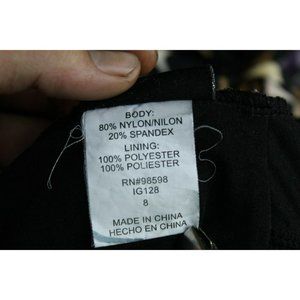 BODY:
80% NYLON/NILON
20% SPANDEX
LINING:
100% POLYESTER
100% POLIESTER
RN#98598
IG128
8
MADE IN CHINA
HECHO EN CHINA